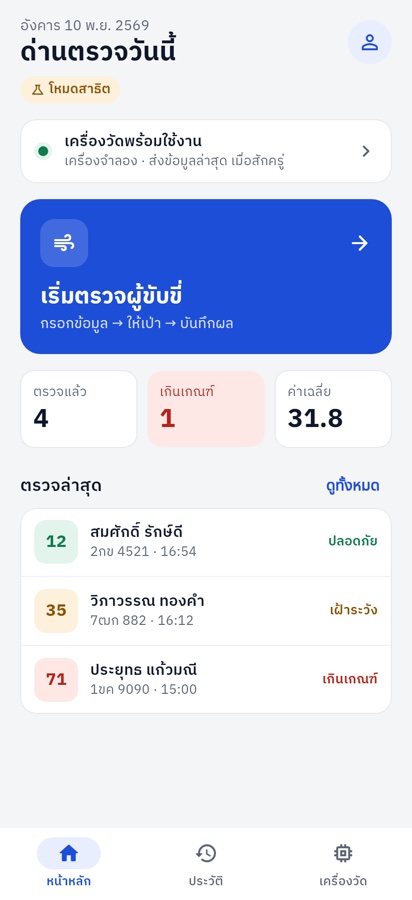 อังคาร 10 พ.ย. 2569
ด่านตรวจวันนี้
โหมดสาธิต
เครื่องวัดพร้อมใช้งาน
เครื่องจำลอง · ส่งข้อมูลล่าสุด เมื่อสักครู่
เริ่มตรวจผู้ขับขี่
กรอกข้อมูล → ให้เป่า → บันทึกผล
ตรวจแล้ว
4
เกินเกณฑ์
1
ค่าเฉลี่ย
31.8
ตรวจล่าสุด
ดูทั้งหมด
12
สมศักดิ์ รักษ์ดี
2กข 4521 · 16:54
ปลอดภัย
35
วิภาวรรณ ทองคำ
7ฒก 882 · 16:12
เฝ้าระวัง
71
ประยุทธ แก้วมณี
1ขค 9090 · 15:00
เกินเกณฑ์
หน้าหลัก
ประวัติ
เครื่องวัด